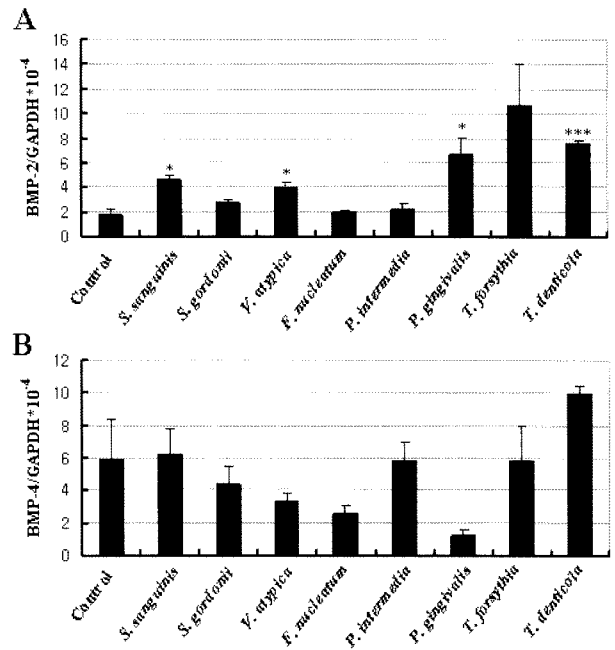 A
BMP-2/GAPDH*10-4
16
14
12
10
8
6
4
2
0
*
*
*
***
Control
S. sanguinis
S. gordonii
V. atypica
F. nucleatum
P. intermedia
P. gingivalis
T. forsythia
T. denticola
B
BMP-4/GAPDH*10-4
12
10
8
6
4
2
0
Control
S. sanguinis
S. gordonii
V. atypica
F. nucleatum
P. intermedia
P. gingivalis
T. forsythia
T. denticola